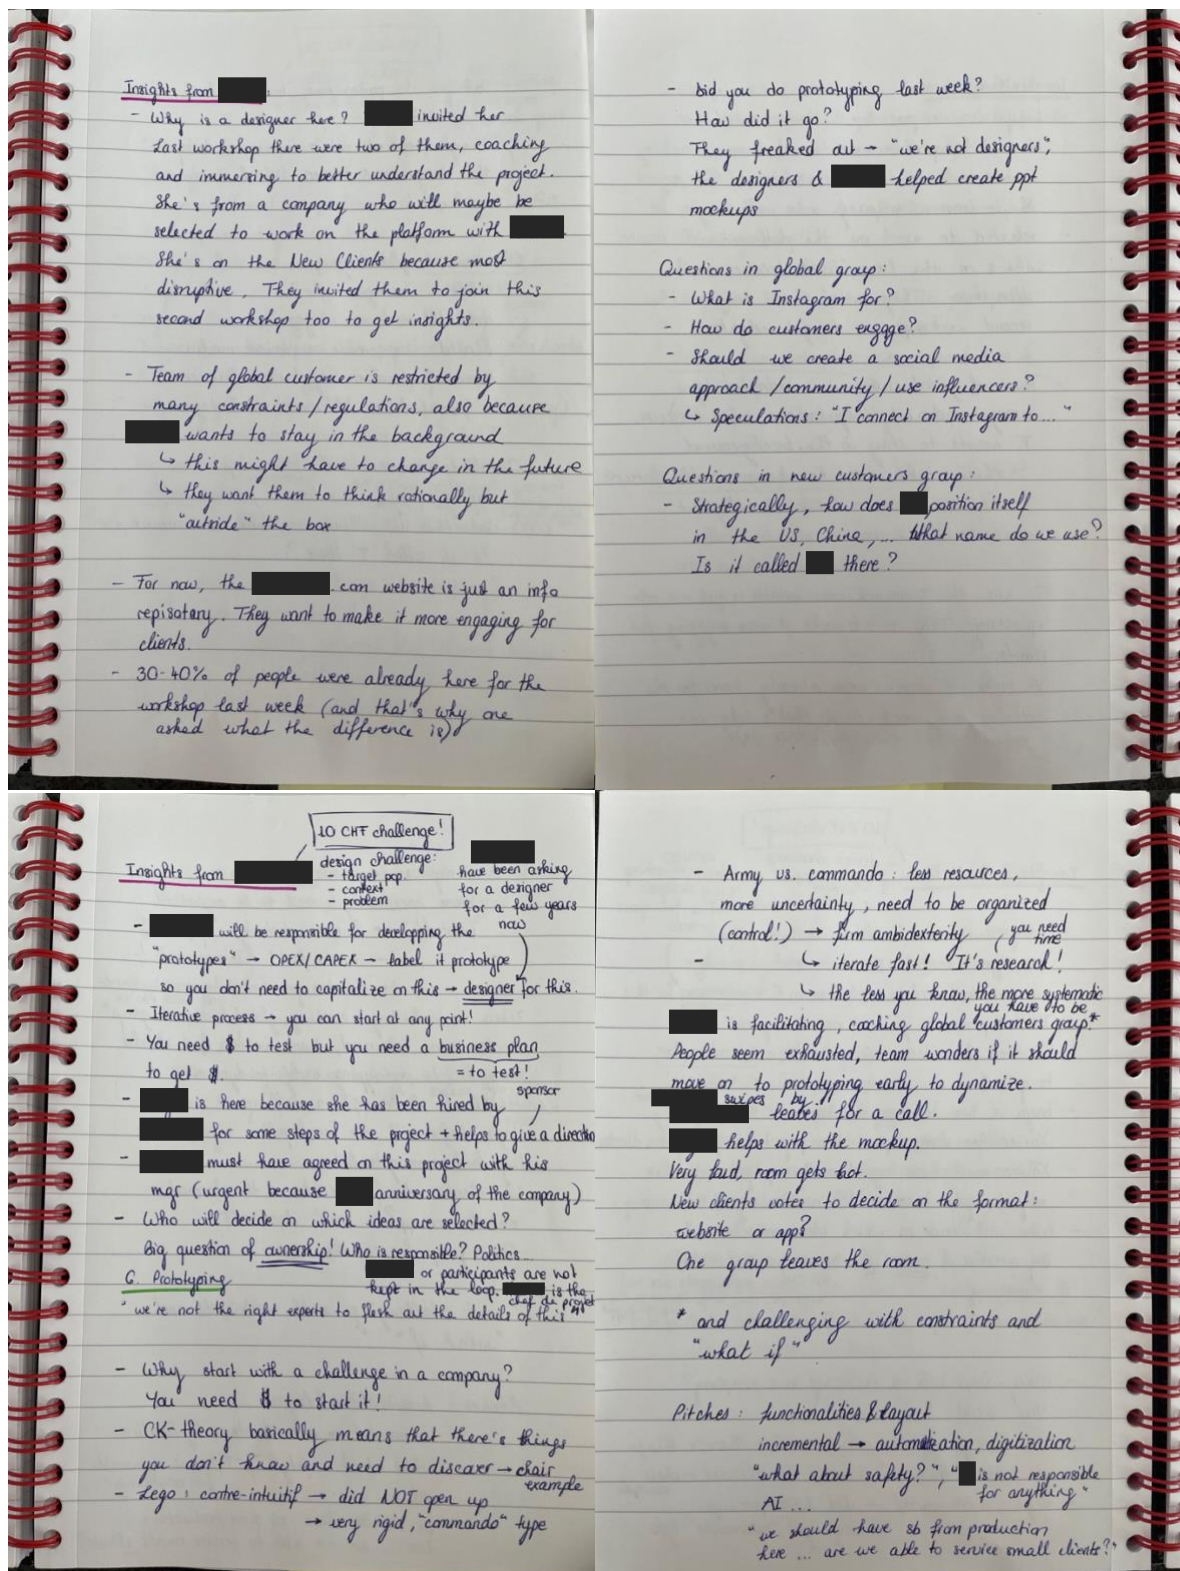 Insights from :
- Why is a designer here? invited her
Last workshop there were two of them, coaching
and immersing to better understand the project.
She's from a company who will maybe be
selected to work on the platform with
She's on the New Clients because most
disruptive. They invited them to join this
second workshop too to get insights.
- Team of global customer is restricted by
many constraints/regulations, also because
wants to stay in the background
↳ this might have to change in the future
↳ they want them to think rationally but
"outside" the box
- For now, the .com website is just an info
repisotary. They want to make it more engaging for
clients.
- 30-40% of people were already here for the
workshop last week (and that's why one
asked what the difference is)
- Did you do prototyping last week?
How did it go?
They freaked out → "we're not designers",
the designers & helped create ppt
mockups
Questions in global group:
- What is Instagram for?
- How do customers engage?
- Should we create a social media
approach/community/use influencers?
↳ Speculations: "I connect on Instagram to..."
Questions in new customers group:
- Strategically, how does position itself
in the US, China,... What name do we use?
Is it called there?
10 CHF challenge!
Insights from
design challenge:
- target pop.
- context
- problem
have been asking
for a designer
for a few years
now
- will be responsible for developping the
"prototypes" → OPEX/CAPEX → label it prototype
so you don't need to capitalize on this → designer for this.
- Iterative process → you can start at any point!
- You need $ to test but you need a business plan
to get $. = to test!
sponsor
- is here because she has been hired by
for some steps of the project + helps to give a direction
- must have agreed on this project with his
mgr (urgent because anniversary of the company)
- Who will decide on which ideas are selected?
Big question of ownership! Who is responsible? Politics...
or participants are not
kept in the loop. is the
chef de projet
6. Prototyping
"we're not the right experts to flesh out the details of this"
- Why start with a challenge in a company?
You need $ to start it!
- CK-theory basically means that there's things
you don't know and need to discover → chair
example
- Lego: contre-intuitif → did NOT open up
→ very rigid, "commando" type
- Army vs. commando: less resources,
more uncertainty, need to be organized
(control!) → firm ambidexterity, you need
time
- ↳ iterate fast! It's research!
↳ the less you know, the more systematic
you have to be
is facilitating, coaching global customers group.*
People seem exhausted, team wonders if it should
move on to prototyping early to dynamize.
swipes by.
leaves for a call.
helps with the mockup.
Very loud, room gets hot.
New clients votes to decide on the format:
website or app?
One group leaves the room.
* and challenging with constraints and
"what if"
Pitches: functionalities & layout
incremental → automatization, digitization
"what about safety?", " is not responsible
for anything"
AI...
"we should have sb from production
here ... are we able to service small clients?"